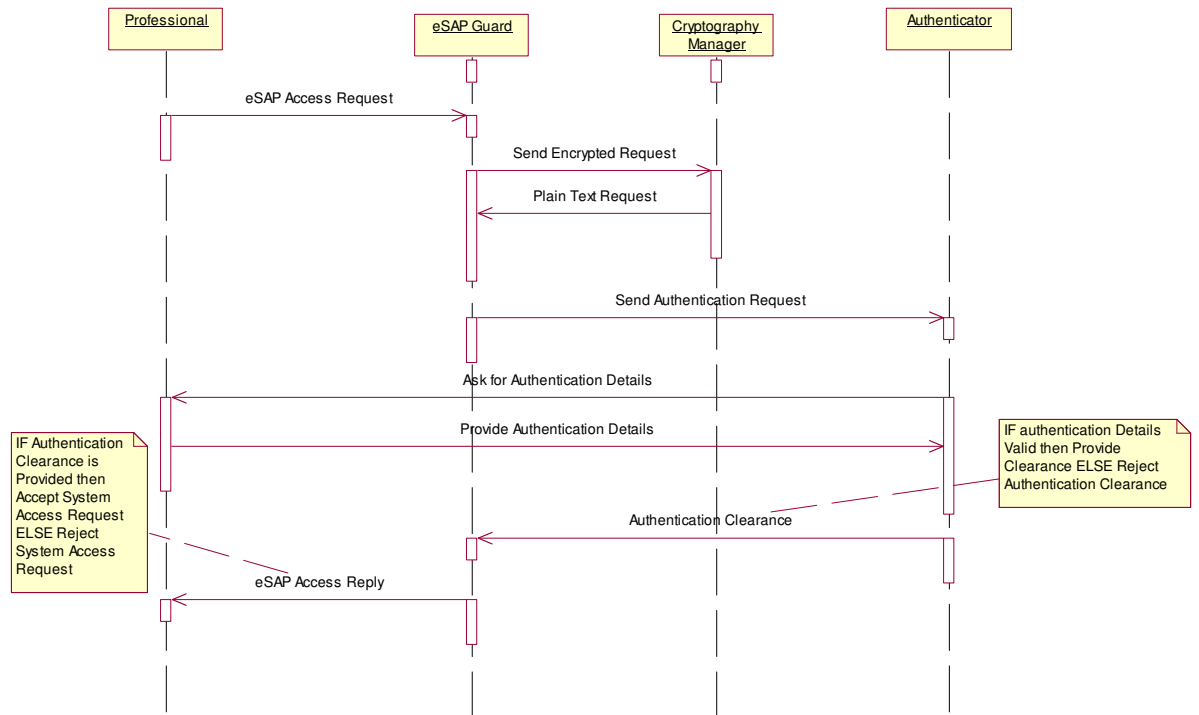 Professional
eSAP Guard
Cryptography
Manager
Authenticator
eSAP Access Request
Send Encrypted Request
Plain Text Request
Send Authentication Request
Ask for Authentication Details
Provide Authentication Details
IF Authentication
Clearance is
Provided then
Accept System
Access Request
ELSE Reject
System Access
Request
IF authentication Details
Valid then Provide
Clearance ELSE Reject
Authentication Clearance
Authentication Clearance
eSAP Access Reply